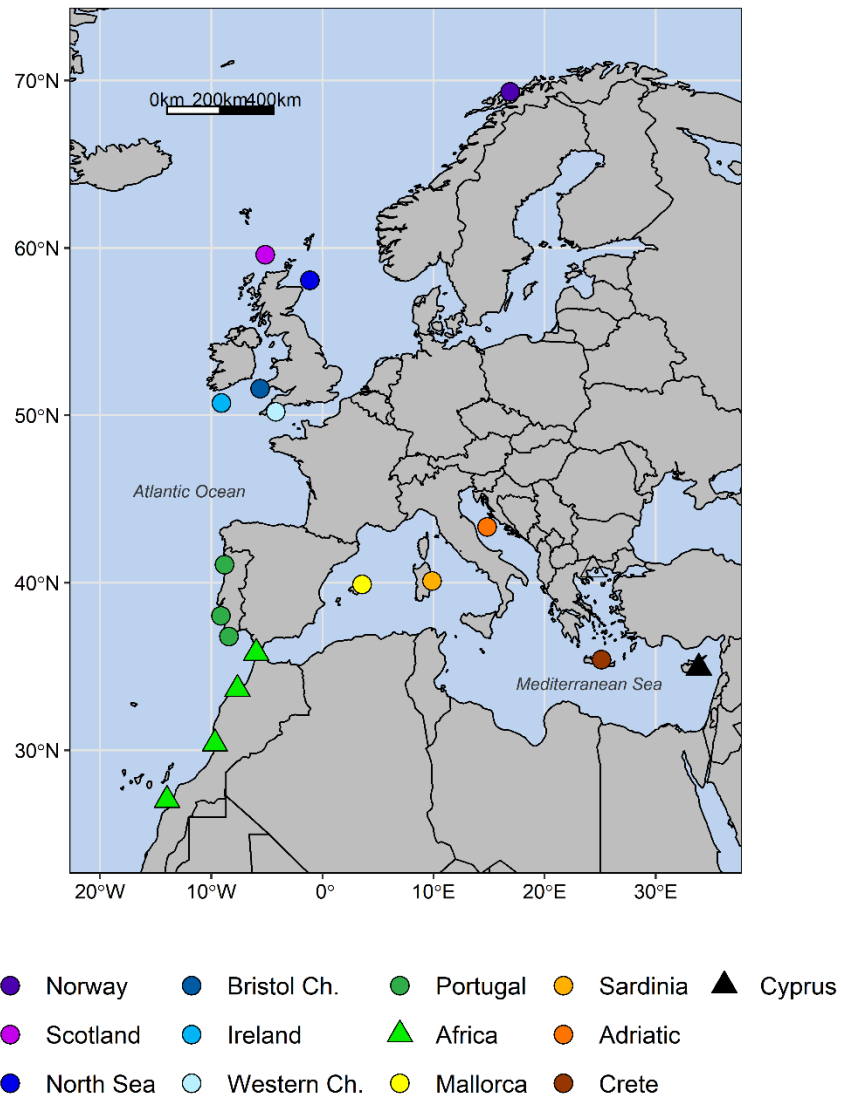 70°N
0km 200km400km
60°N
50°N
Atlantic Ocean
40°N
Mediterranean Sea
30°N
20°W 10°W 0° 10°E 20°E 30°E
Norway Bristol Ch. Portugal Sardinia Cyprus
Scotland Ireland Africa Adriatic
North Sea Western Ch. Mallorca Crete